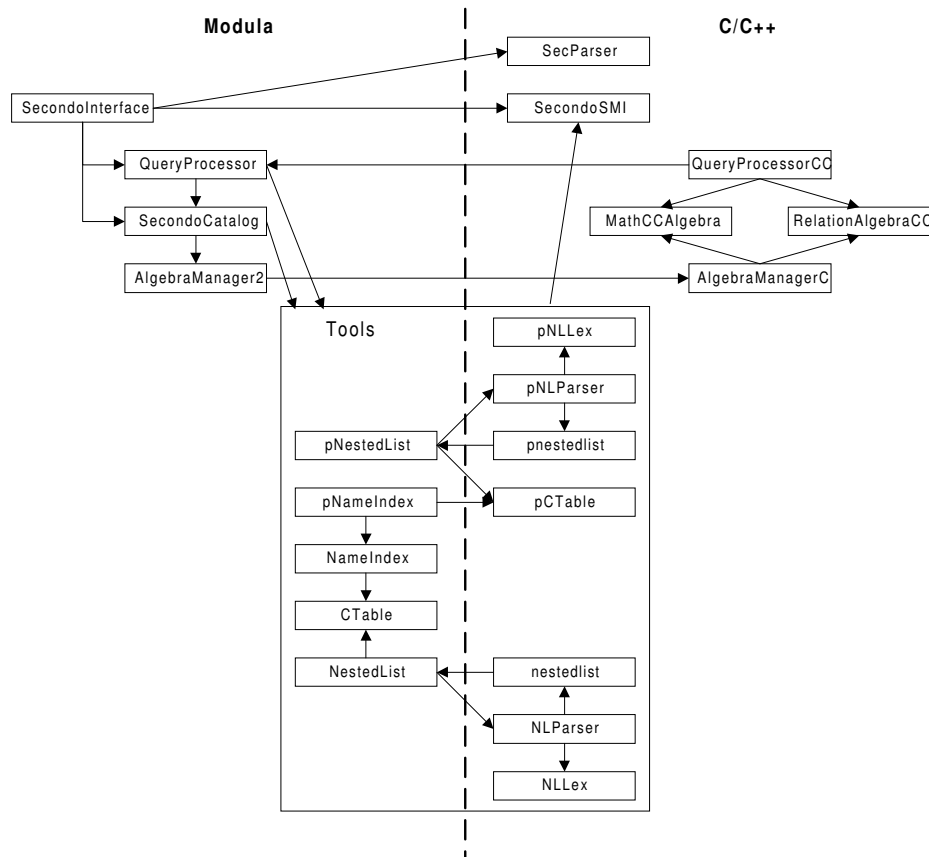 Modula
C/C++
SecParser
SecondoInterface
SecondoSMI
QueryProcessor
QueryProcessorCC
SecondoCatalog
MathCCAlgebra
RelationAlgebraCC
AlgebraManager2
AlgebraManagerC
Tools
pNLLex
pNLParser
pNestedList
pnestedlist
pNameIndex
pCTable
NameIndex
CTable
NestedList
nestedlist
NLParser
NLLex